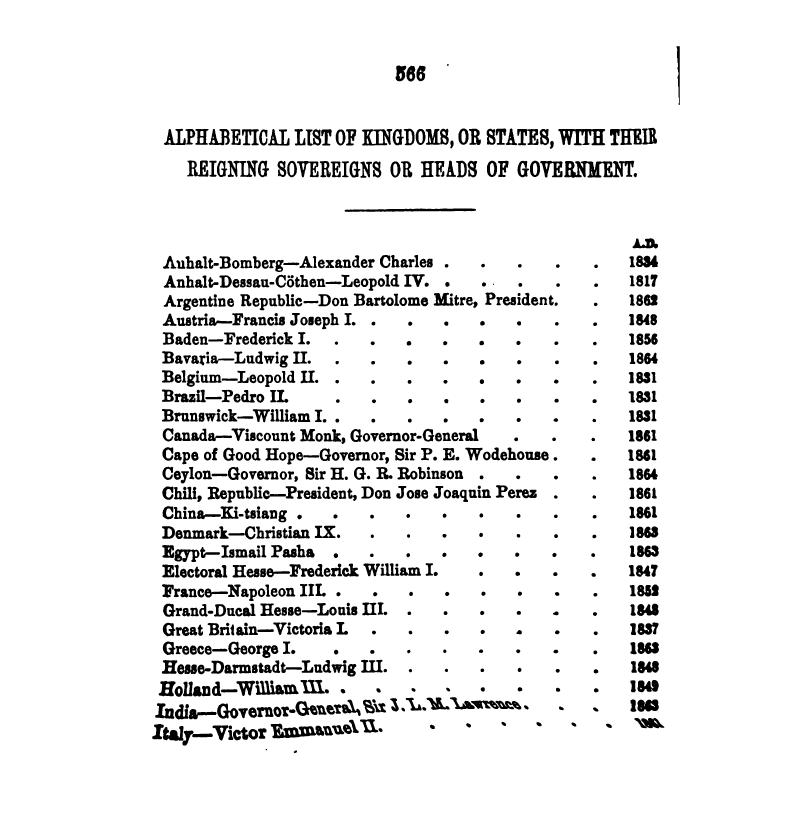 566
ALPHABETICAL LIST OF KINGDOMS, OR STATES, WITH THEIR
REIGNING SOVEREIGNS OR HEADS OF GOVERNMENT.
A.D.
Auhalt-Bomberg—Alexander Charles . . . . . 1834
Anhalt-Dessau-Cöthen—Leopold IV. . . . . . 1817
Argentine Republic—Don Bartolome Mitre, President. . 1862
Austria—Francis Joseph I. . . . . . . . 1848
Baden—Frederick I. . . . . . . . . 1856
Bavaria—Ludwig II. . . . . . . . . 1864
Belgium—Leopold II. . . . . . . . . 1831
Brazil—Pedro II. . . . . . . . . 1831
Brunswick—William I. . . . . . . . . 1831
Canada—Viscount Monk, Governor-General . . . 1861
Cape of Good Hope—Governor, Sir P. E. Wodehouse . . 1861
Ceylon—Governor, Sir H. G. R. Robinson . . . . 1864
Chili, Republic—President, Don Jose Joaquin Perez . . 1861
China—Ki-tsiang . . . . . . . . . 1861
Denmark—Christian IX. . . . . . . . 1863
Egypt—Ismail Pasha . . . . . . . . 1863
Electoral Hesse—Frederick William I. . . . . 1847
France—Napoleon III. . . . . . . . . 1852
Grand-Ducal Hesse—Louis III. . . . . . . 1848
Great Britain—Victoria I. . . . . . . . 1837
Greece—George I. . . . . . . . . 1863
Hesse-Darmstadt—Ludwig III. . . . . . . 1848
Holland—William III. . . . . . . . . 1849
India—Governor-General, Sir J. L. M. Lawrence. . . 1863
Italy—Victor Emmanuel II. . . . . . .